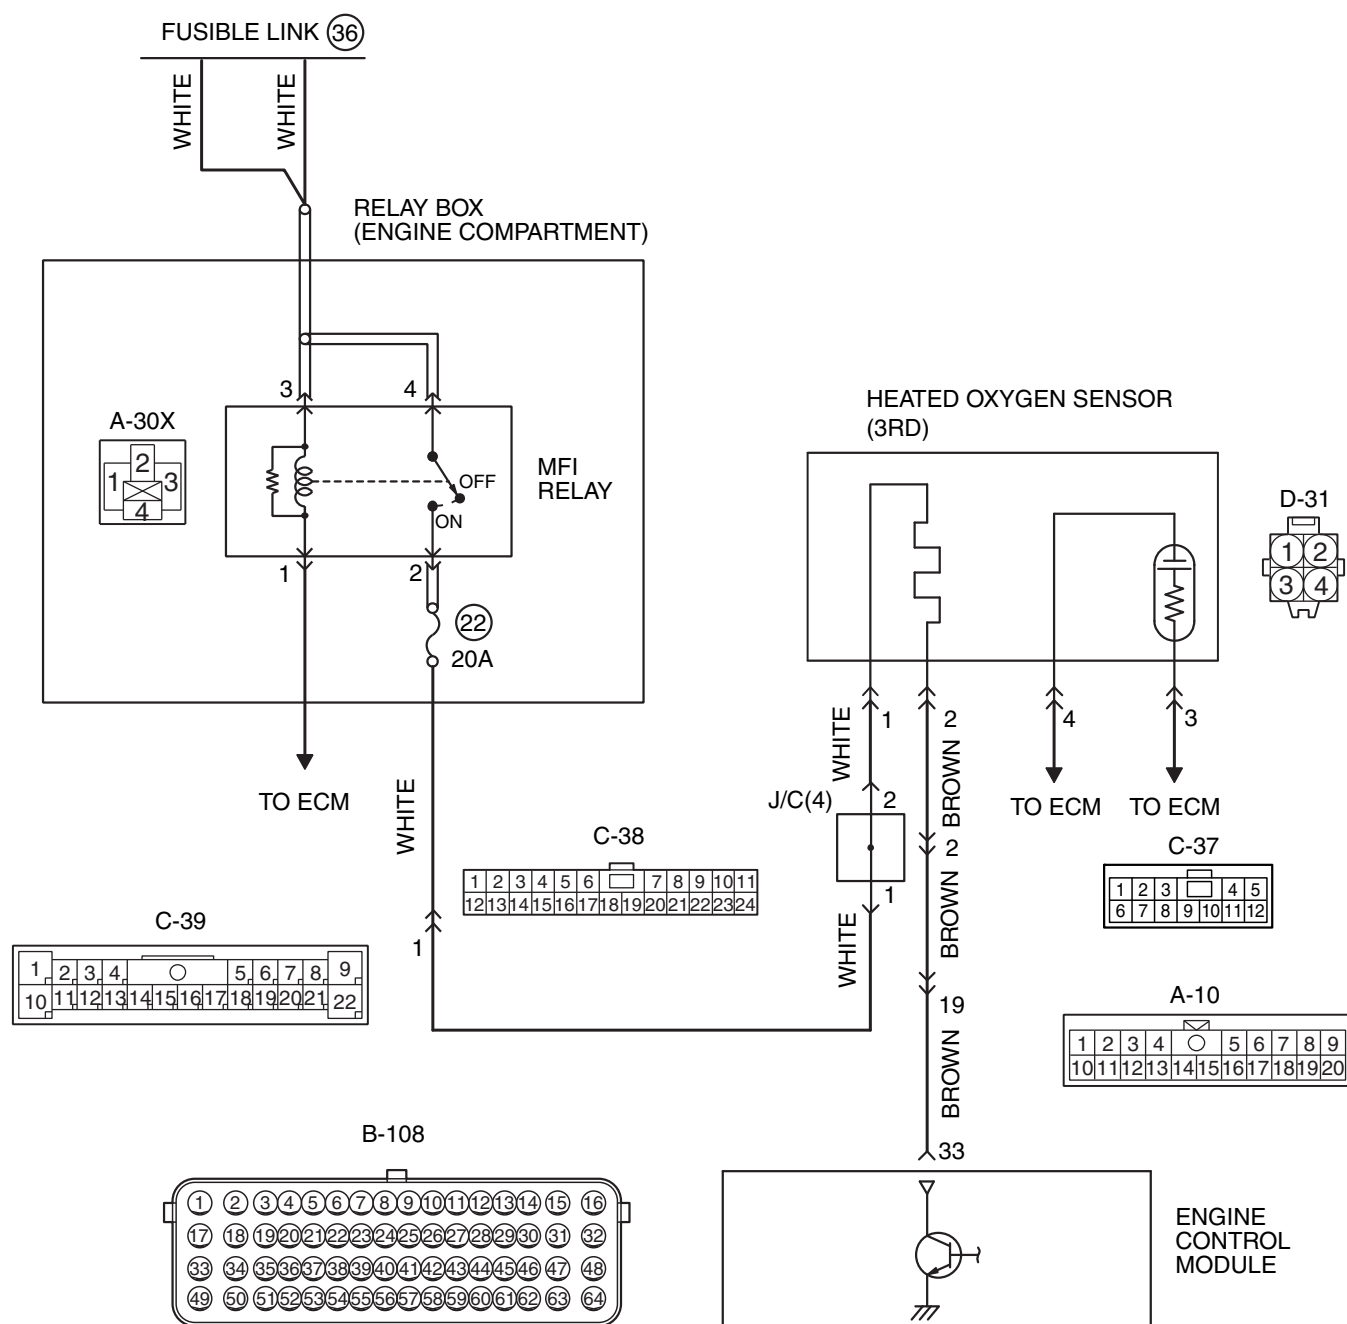 FUSIBLE LINK 36
WHITE
WHITE
RELAY BOX
(ENGINE COMPARTMENT)
3
4
A-30X
2
1
3
4
OFF
ON
MFI
RELAY
1
2
22
20A
TO ECM
HEATED OXYGEN SENSOR
(3RD)
D-31
1 2
3 4
WHITE
1
2
BROWN
4
3
TO ECM
TO ECM
J/C(4)
2
1
2
WHITE
C-38
1 2 3 4 5 6 7 8 9 10 11
12 13 14 15 16 17 18 19 20 21 22 23 24
C-37
1 2 3 4 5
6 7 8 9 10 11 12
BROWN
WHITE
1
C-39
1 2 3 4 5 6 7 8 9
10 11 12 13 14 15 16 17 18 19 20 21 22
19
BROWN
A-10
1 2 3 4 5 6 7 8 9
10 11 12 13 14 15 16 17 18 19 20
33
B-108
1 2 3 4 5 6 7 8 9 10 11 12 13 14 15 16
17 18 19 20 21 22 23 24 25 26 27 28 29 30 31 32
33 34 35 36 37 38 39 40 41 42 43 44 45 46 47 48
49 50 51 52 53 54 55 56 57 58 59 60 61 62 63 64
ENGINE
CONTROL
MODULE